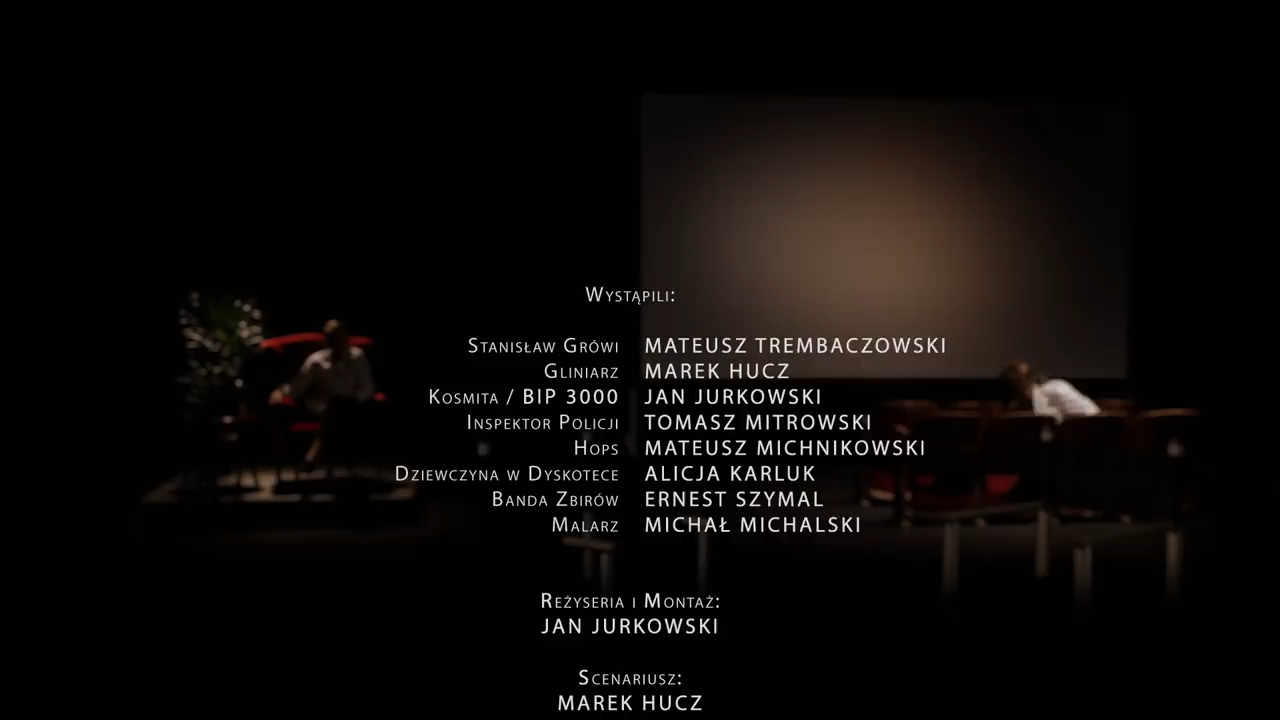 Wystąpili:
Stanisław Grówi MATEUSZ TREMBACZOWSKI
Gliniarz MAREK HUCZ
Kosmita / BIP 3000 JAN JURKOWSKI
Inspektor Policji TOMASZ MITROWSKI
Hops MATEUSZ MICHNIKOWSKI
Dziewczyna w Dyskotece ALICJA KARLUK
Banda Zbirów ERNEST SZYMAL
Malarz MICHAŁ MICHALSKI
Reżyseria i Montaż:
JAN JURKOWSKI
Scenariusz:
MAREK HUCZ